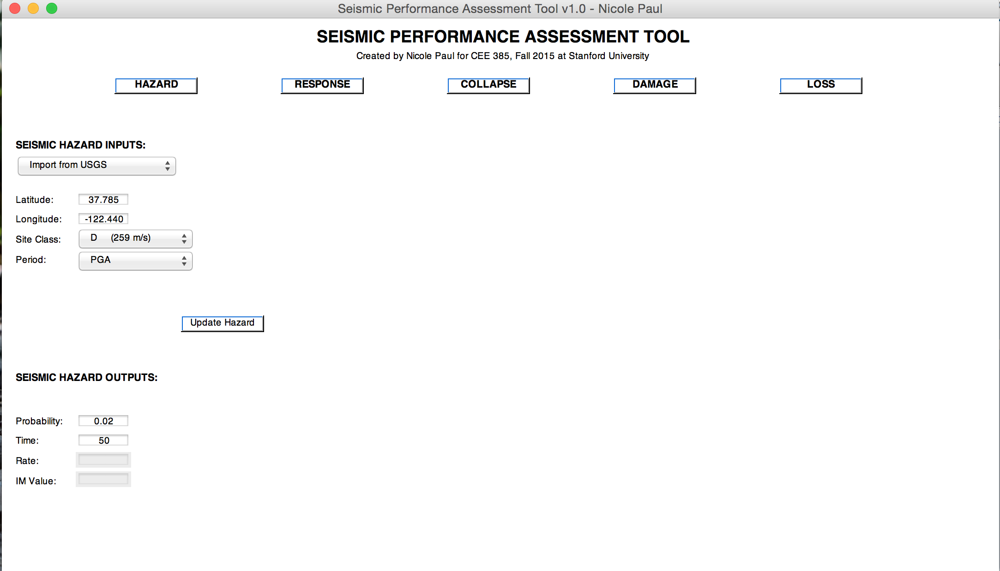 Seismic Performance Assessment Tool v1.0 - Nicole Paul
SEISMIC PERFORMANCE ASSESSMENT TOOL
Created by Nicole Paul for CEE 385, Fall 2015 at Stanford University
HAZARD RESPONSE COLLAPSE DAMAGE LOSS
SEISMIC HAZARD INPUTS:
Import from USGS
Latitude: 37.785
Longitude: -122.440
Site Class: D (259 m/s)
Period: PGA
Update Hazard
SEISMIC HAZARD OUTPUTS:
Probability: 0.02
Time: 50
Rate:
IM Value: